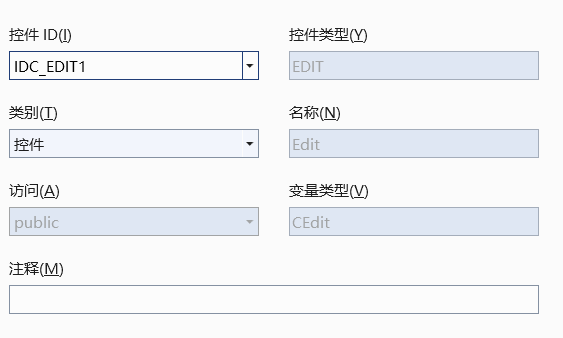 控件 ID(I) 控件类型(Y)
IDC_EDIT1 EDIT
类别(T) 名称(N)
控件 Edit
访问(A) 变量类型(V)
public CEdit
注释(M)